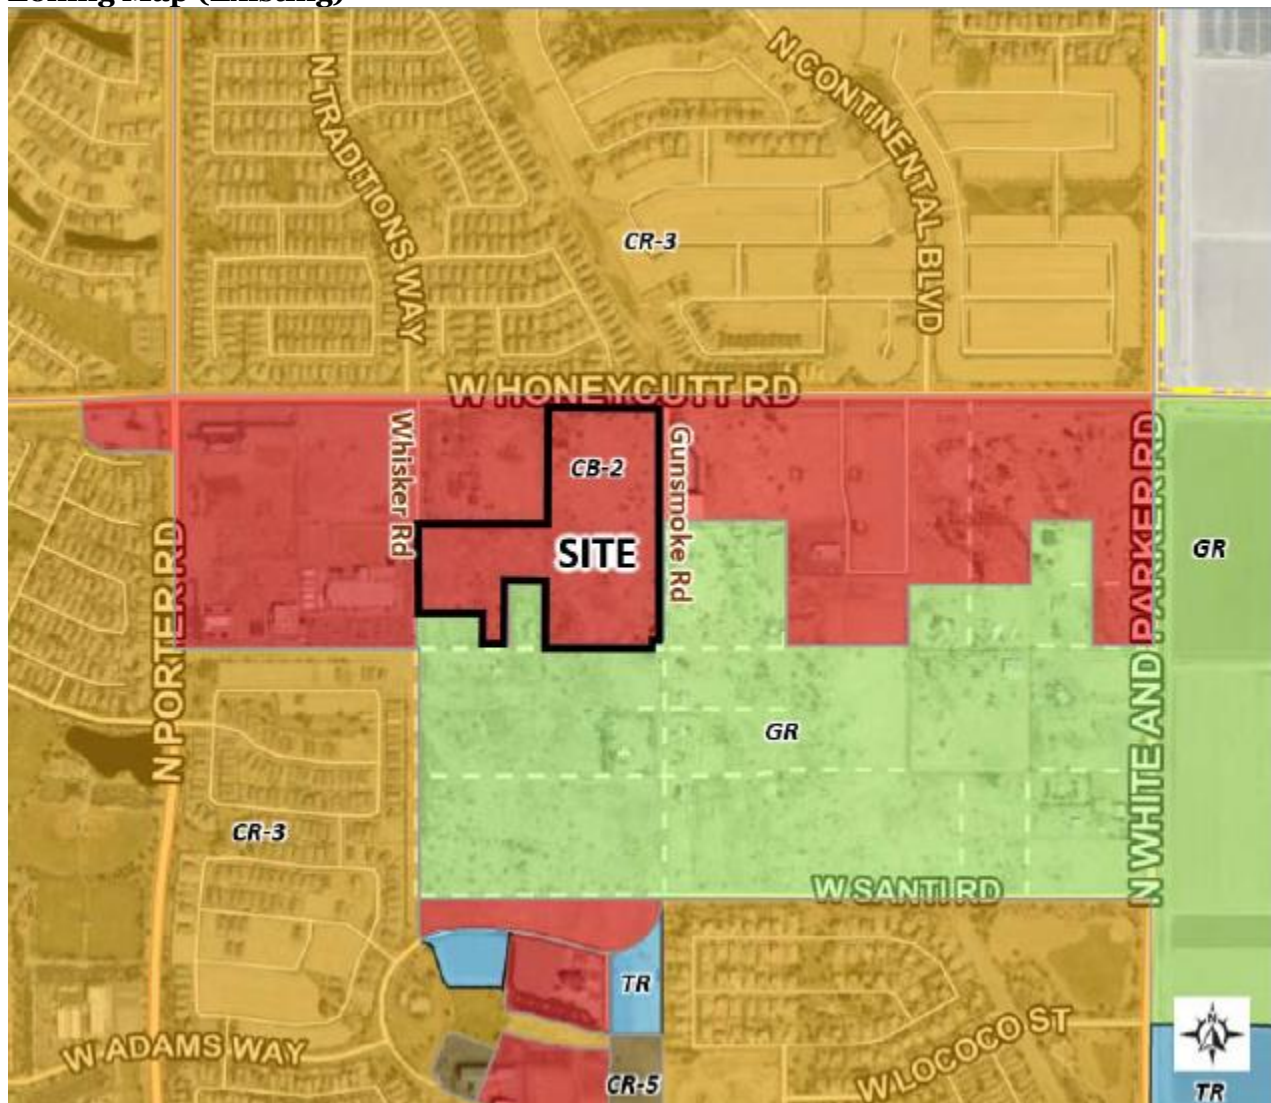 Zoning Map (Existing)
N TRADITIONS WAY
N CONTINENTAL BLVD
CR-3
W HONEYCUTT RD
Whisker Rd
CB-2
Gunsmoke Rd
SITE
GR
N PORTER RD
N WHITE AND PARKER RD
GR
CR-3
W SANTI RD
TR
W ADAMS WAY
W LOCOCO ST
CR-5
N
TR